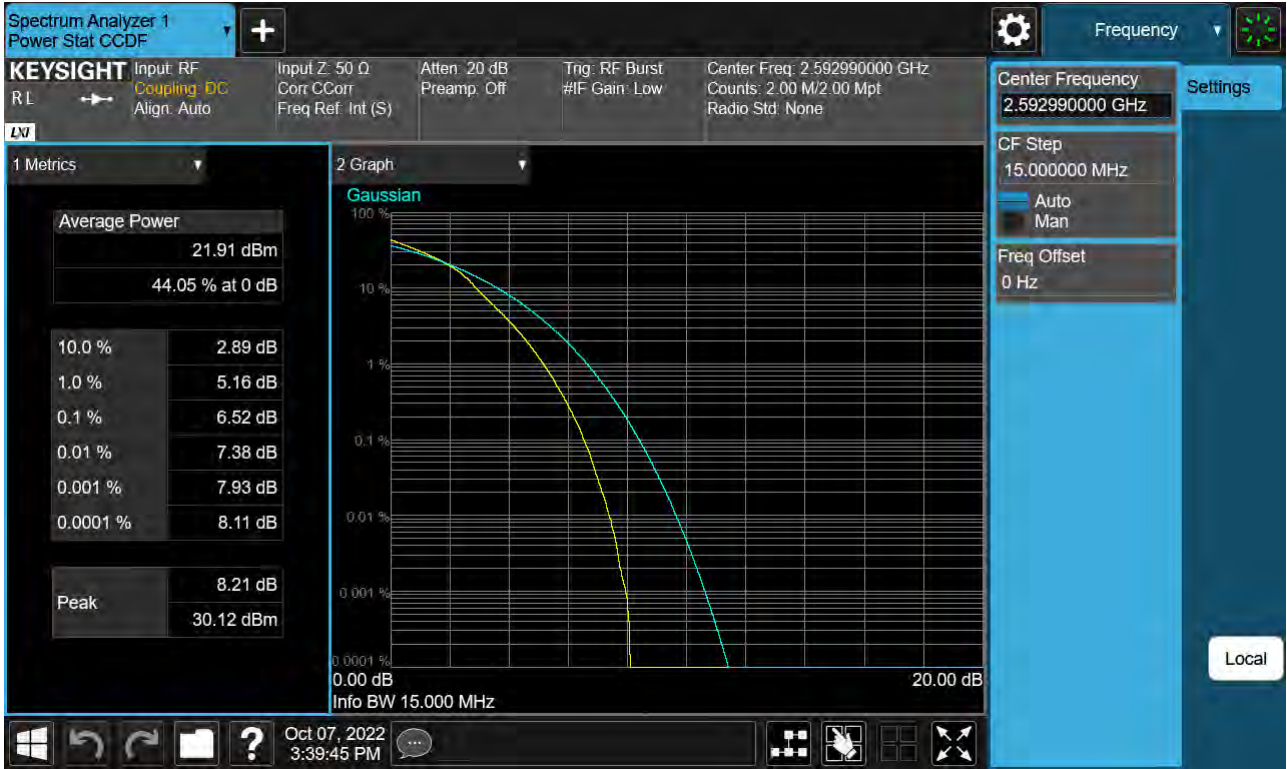 Spectrum Analyzer 1
Power Stat CCDF
Frequency
KEYSIGHT
RL
LXI
Input: RF
Coupling: DC
Align: Auto
Input Z: 50 Ω
Corr CCorr
Freq Ref: Int (S)
Atten: 20 dB
Preamp: Off
Trig: RF Burst
#IF Gain: Low
Center Freq: 2.592990000 GHz
Counts: 2.00 M/2.00 Mpt
Radio Std: None
Center Frequency
2.592990000 GHz
Settings
CF Step
15.000000 MHz
Auto
Man
Freq Offset
0 Hz
1 Metrics
Average Power
21.91 dBm
44.05 % at 0 dB
10.0 % 2.89 dB
1.0 % 5.16 dB
0.1 % 6.52 dB
0.01 % 7.38 dB
0.001 % 7.93 dB
0.0001 % 8.11 dB
Peak
8.21 dB
30.12 dBm
2 Graph
Gaussian
100 %
10 %
1 %
0.1 %
0.01 %
0.001 %
0.0001 %
0.00 dB 20.00 dB
Info BW 15.000 MHz
Local
?
Oct 07, 2022
3:39:45 PM